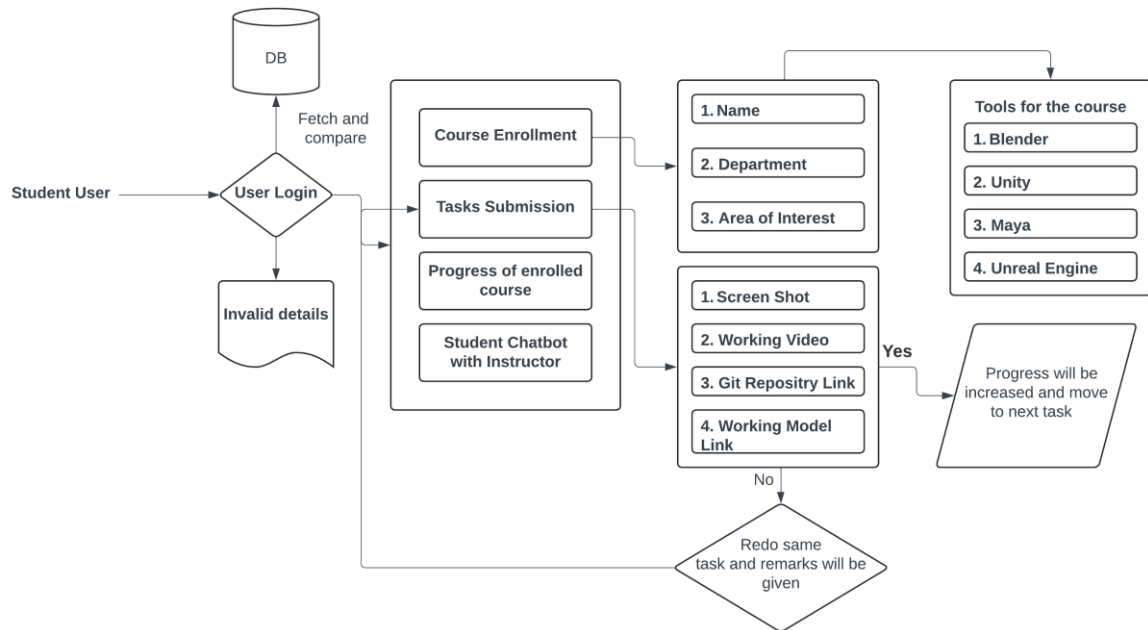 DB
Fetch and
compare
Student User
User Login
Invalid details
Course Enrollment
Tasks Submission
Progress of enrolled
course
Student Chatbot
with Instructor
1. Name
2. Department
3. Area of Interest
Tools for the course
1. Blender
2. Unity
3. Maya
4. Unreal Engine
1. Screen Shot
2. Working Video
3. Git Repositry Link
4. Working Model
Link
Yes
Progress will be
increased and move
to next task
No
Redo same
task and remarks will be
given